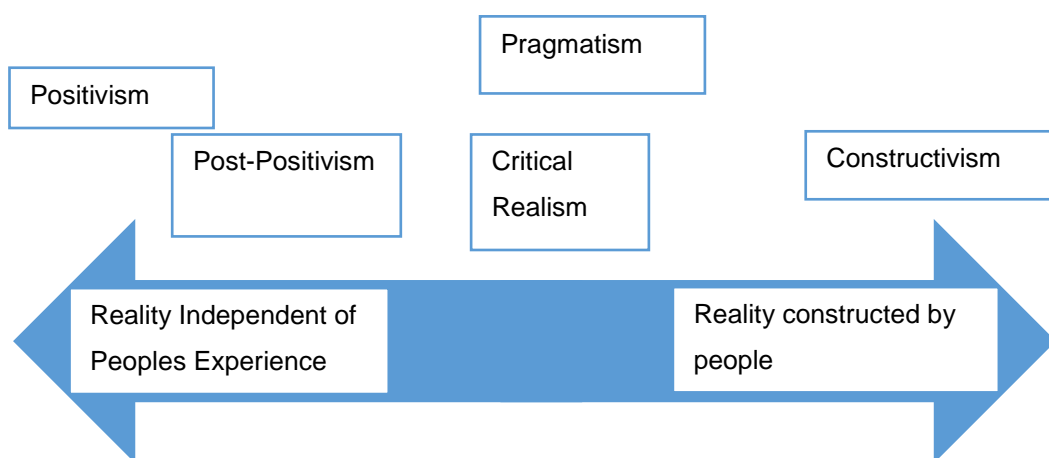 Pragmatism
Positivism
Post-Positivism
Critical
Realism
Constructivism
Reality Independent of
Peoples Experience
Reality constructed by
people